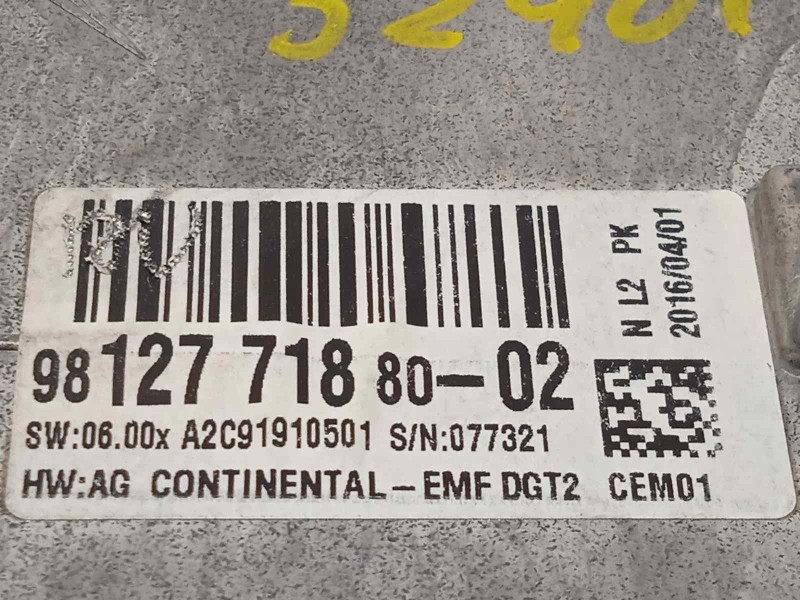 98 127 718 80-02
SW:06.00x A2C91910501 S/N:077321
HW:AG CONTINENTAL-EMF DGT2 CEM01
N L2 PK
2016/04/01